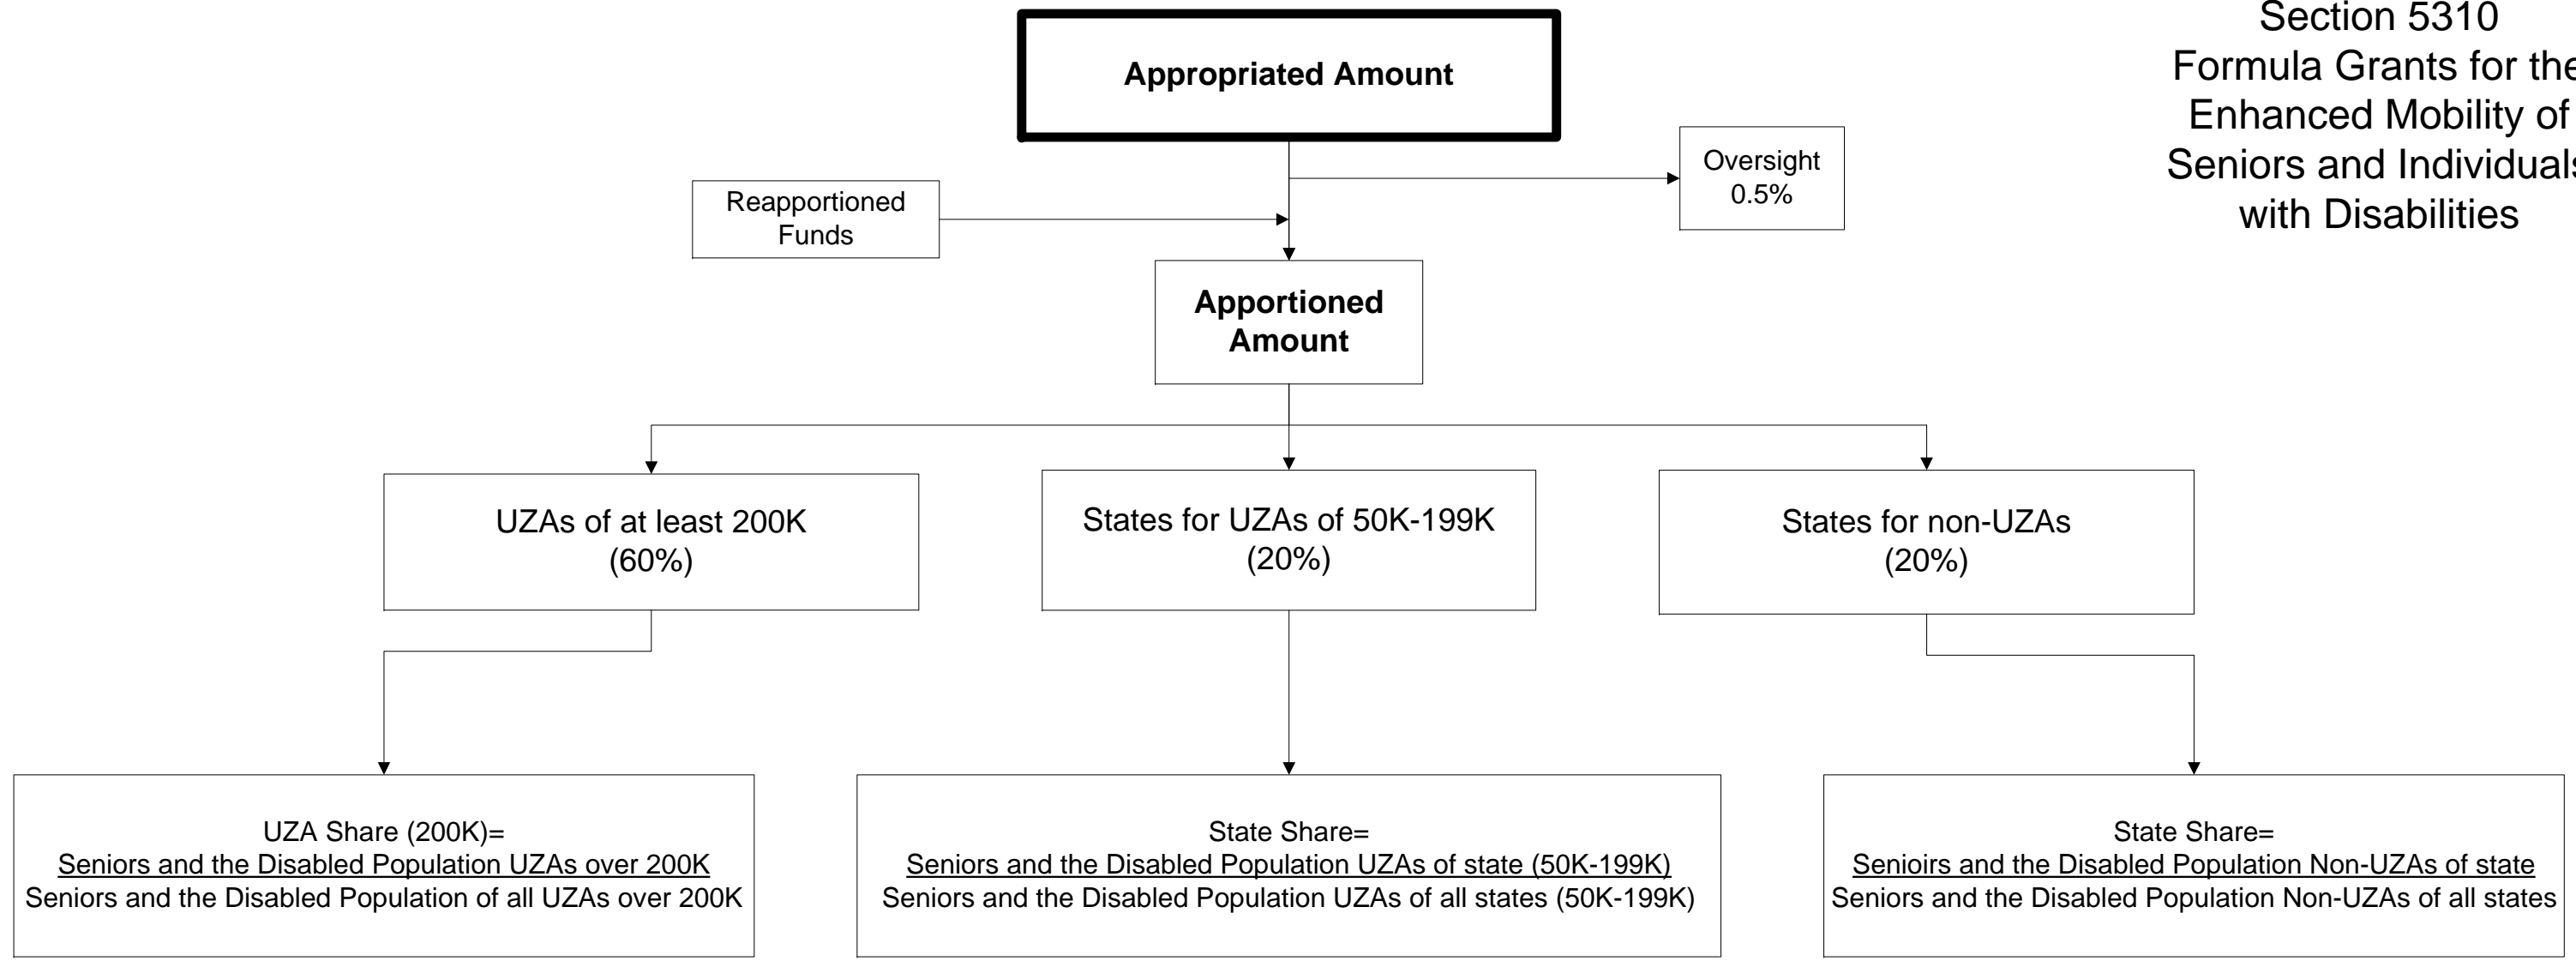 Section 5310
Formula Grants for the
Enhanced Mobility of
Seniors and Individuals
with Disabilities
Appropriated Amount
Oversight
0.5%
Reapportioned
Funds
Apportioned
Amount
UZAs of at least 200K
(60%)
States for UZAs of 50K-199K
(20%)
States for non-UZAs
(20%)
UZA Share (200K)=
Seniors and the Disabled Population UZAs over 200K
Seniors and the Disabled Population of all UZAs over 200K
State Share=
Seniors and the Disabled Population UZAs of state (50K-199K)
Seniors and the Disabled Population UZAs of all states (50K-199K)
State Share=
Senioirs and the Disabled Population Non-UZAs of state
Seniors and the Disabled Population Non-UZAs of all states